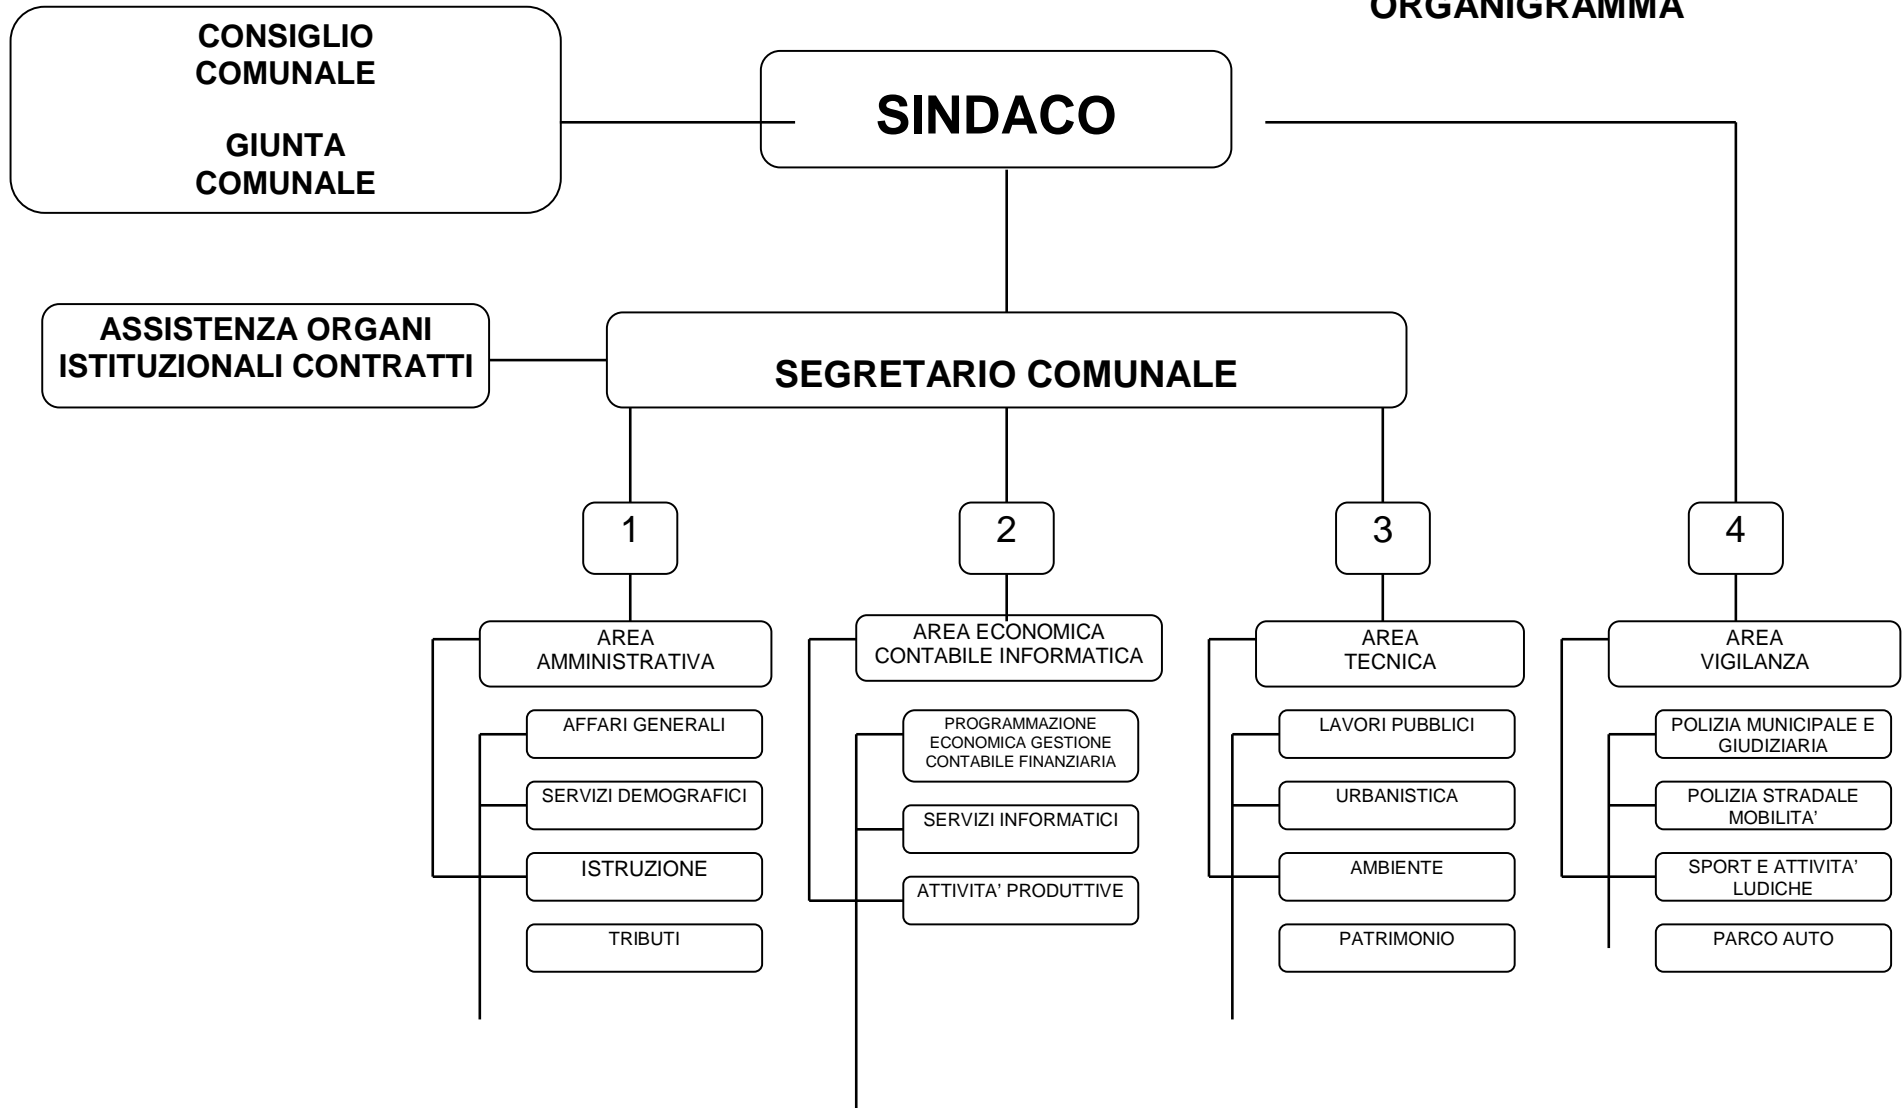 ORGANIGRAMMA
CONSIGLIO
COMUNALE
GIUNTA
COMUNALE
SINDACO
ASSISTENZA ORGANI
ISTITUZIONALI CONTRATTI
SEGRETARIO COMUNALE
1
2
3
4
AREA
AMMINISTRATIVA
AREA ECONOMICA
CONTABILE INFORMATICA
AREA
TECNICA
AREA
VIGILANZA
AFFARI GENERALI
SERVIZI DEMOGRAFICI
ISTRUZIONE
TRIBUTI
PROGRAMMAZIONE
ECONOMICA GESTIONE
CONTABILE FINANZIARIA
SERVIZI INFORMATICI
ATTIVITA’ PRODUTTIVE
LAVORI PUBBLICI
URBANISTICA
AMBIENTE
PATRIMONIO
POLIZIA MUNICIPALE E
GIUDIZIARIA
POLIZIA STRADALE
MOBILITA’
SPORT E ATTIVITA’
LUDICHE
PARCO AUTO